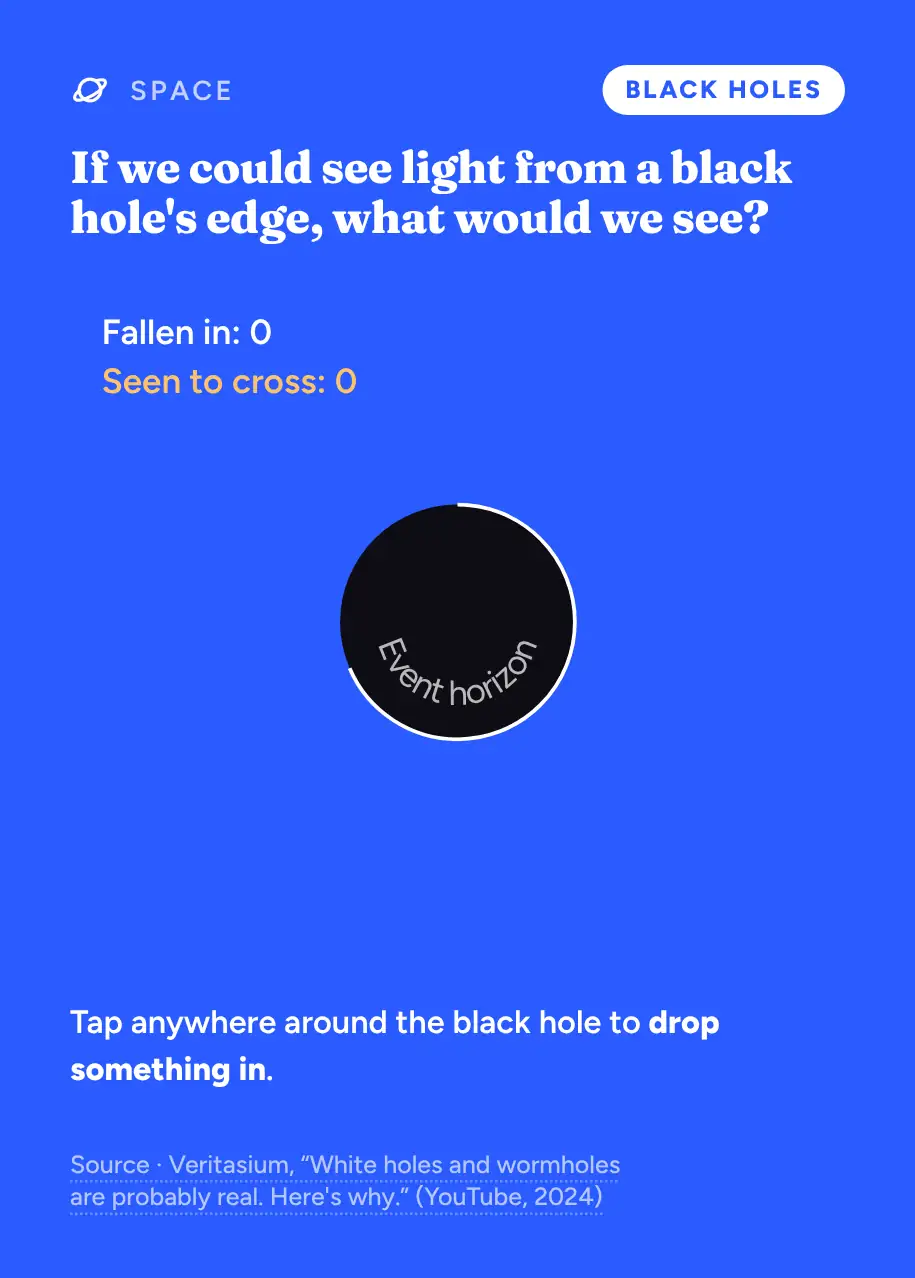 SPACE
BLACK HOLES
If we could see light from a black
hole's edge, what would we see?
Fallen in: 0
Seen to cross: 0
Event horizon
Tap anywhere around the black hole to drop
something in.
Source · Veritasium, “White holes and wormholes
are probably real. Here's why.” (YouTube, 2024)